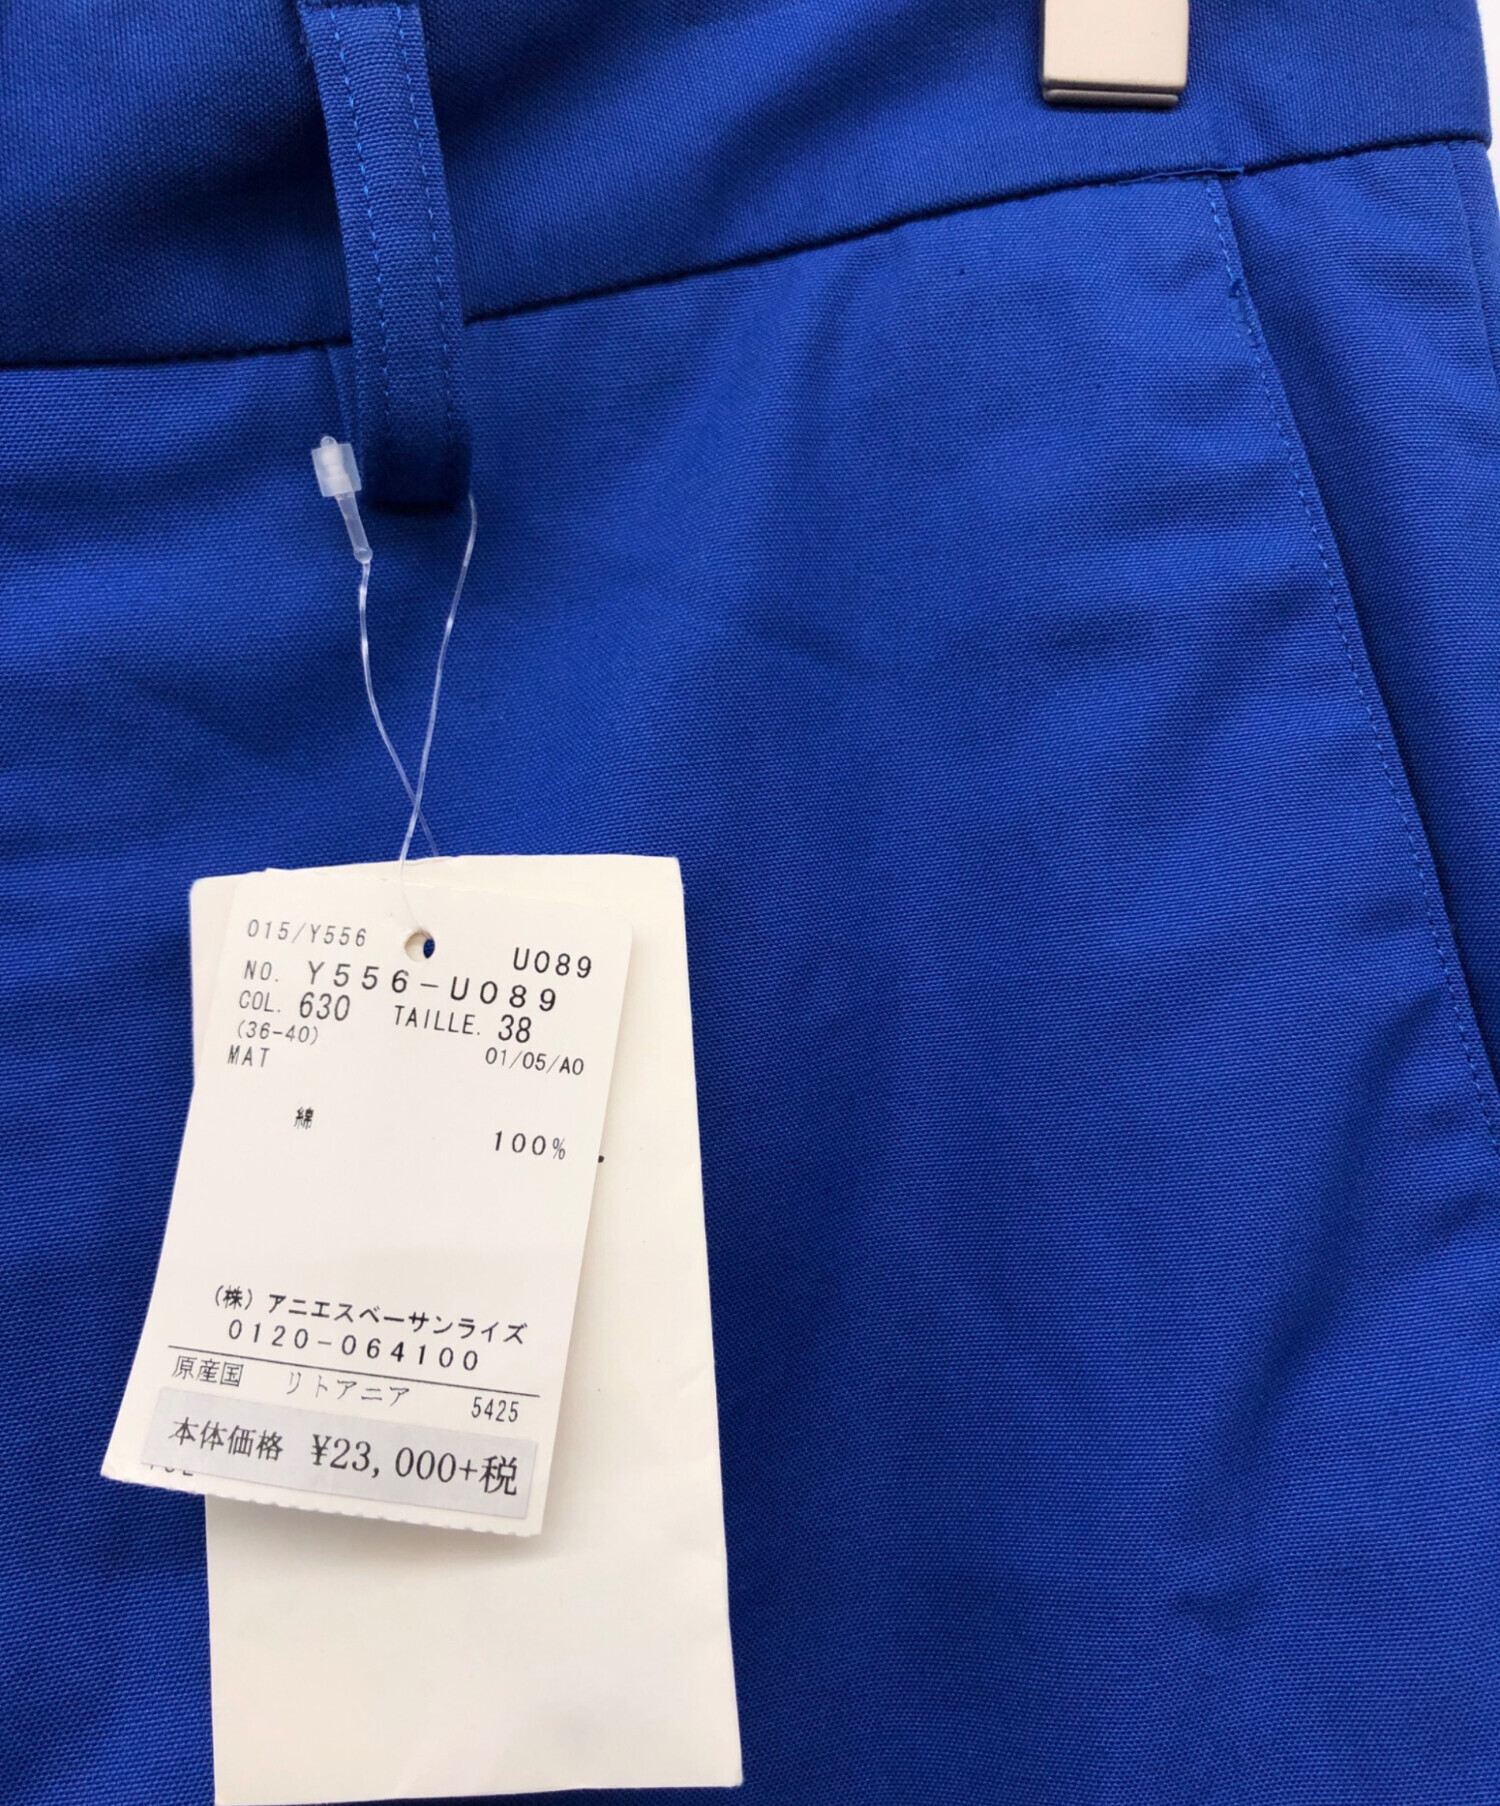 015/Y556
U089
NO. Y556-U089
COL. 630 TAILLE. 38
(36-40) 01/05/A0
MAT
綿 100%
(株)アニエスベーサンライズ
0120-064100
原産国 リトアニア 5425
本体価格 ¥23,000+税